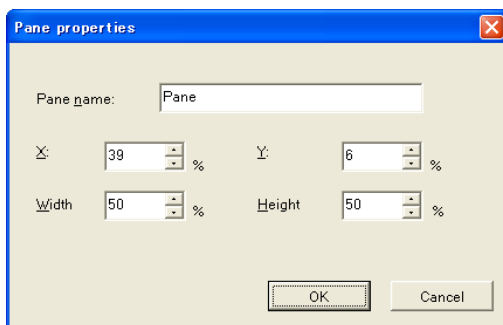 Pane properties
Pane name: Pane
X: 39 % Y: 6 %
Width 50 % Height 50 %
OK Cancel